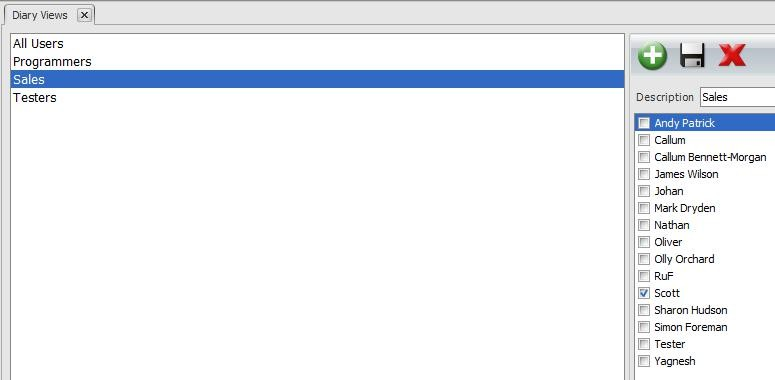 Diary Views
All Users
Programmers
Sales
Testers
Description Sales
Andy Patrick
Callum
Callum Bennett-Morgan
James Wilson
Johan
Mark Dryden
Nathan
Oliver
Olly Orchard
RuF
Scott
Sharon Hudson
Simon Foreman
Tester
Yagnesh